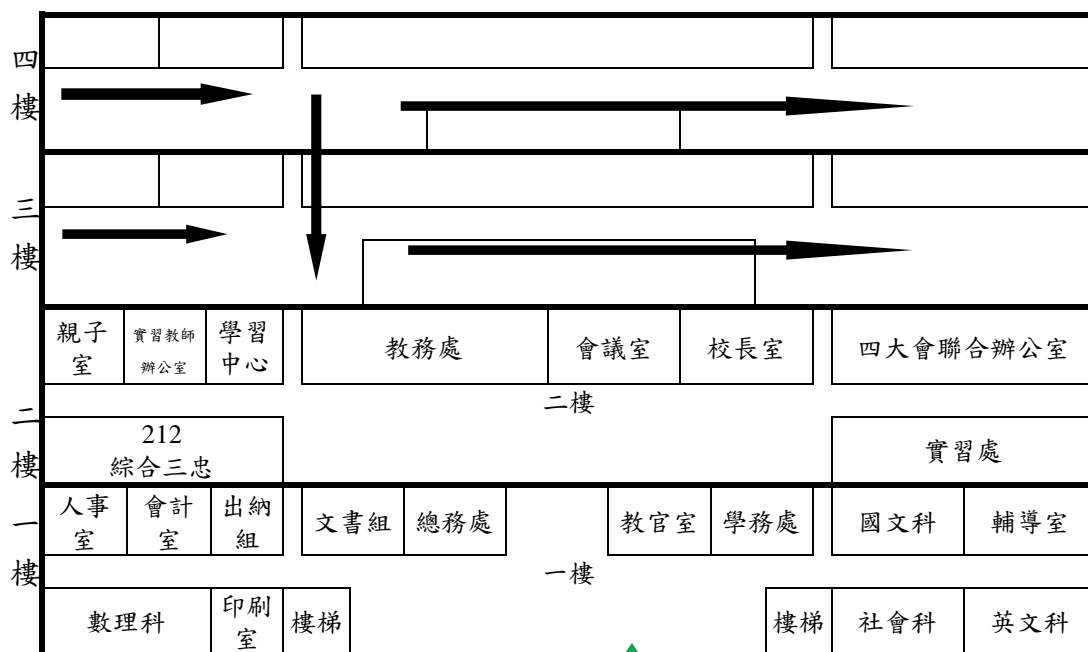 四
樓
三
樓
二
樓
親子
室
實習教師
辦公室
學習
中心
教務處
會議室
校長室
四大會聯合辦公室
二樓
212
綜合三忠
實習處
一
樓
人事
室
會計
室
出納
組
文書組
總務處
教官室
學務處
國文科
輔導室
一樓
數理科
印刷
室
樓梯
樓梯
社會科
英文科